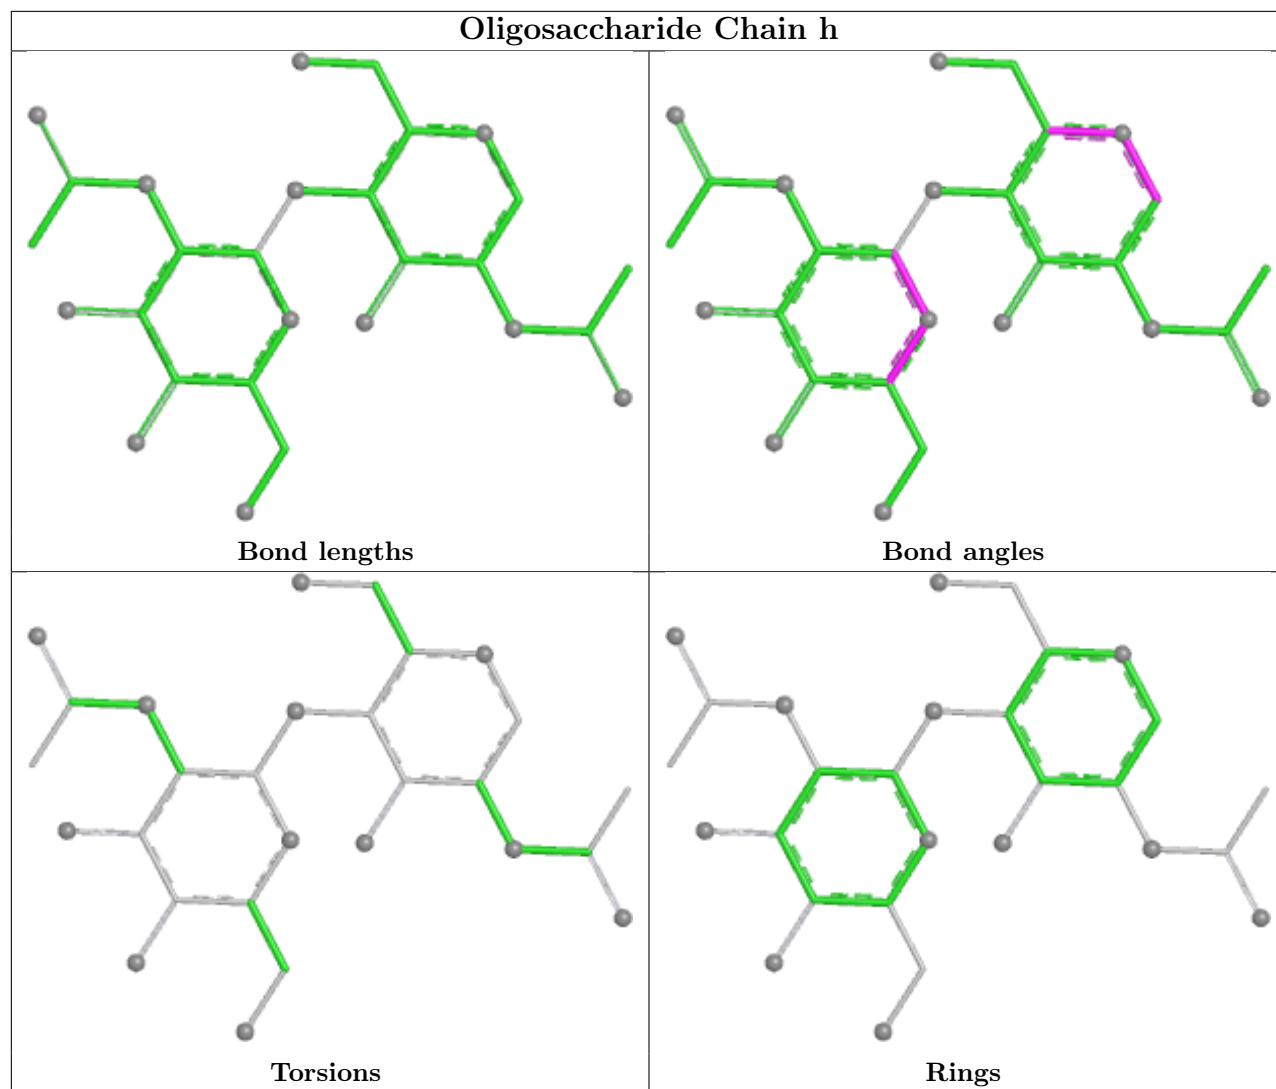 Oligosaccharide Chain h
Bond lengths
Bond angles
Torsions
Rings